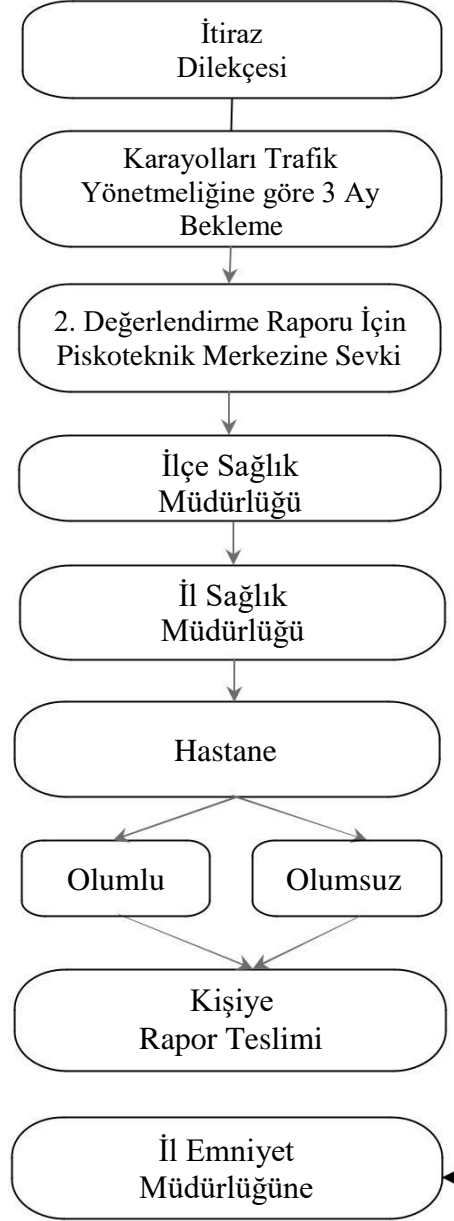 İtiraz
Dilekçesi
Karayolları Trafik
Yönetmeliğine göre 3 Ay
Bekleme
2. Değerlendirme Raporu İçin
Piskoteknik Merkezine Sevki
İlçe Sağlık
Müdürlüğü
İl Sağlık
Müdürlüğü
Hastane
Olumlu
Olumsuz
Kişiye
Rapor Teslimi
İl Emniyet
Müdürlüğüne